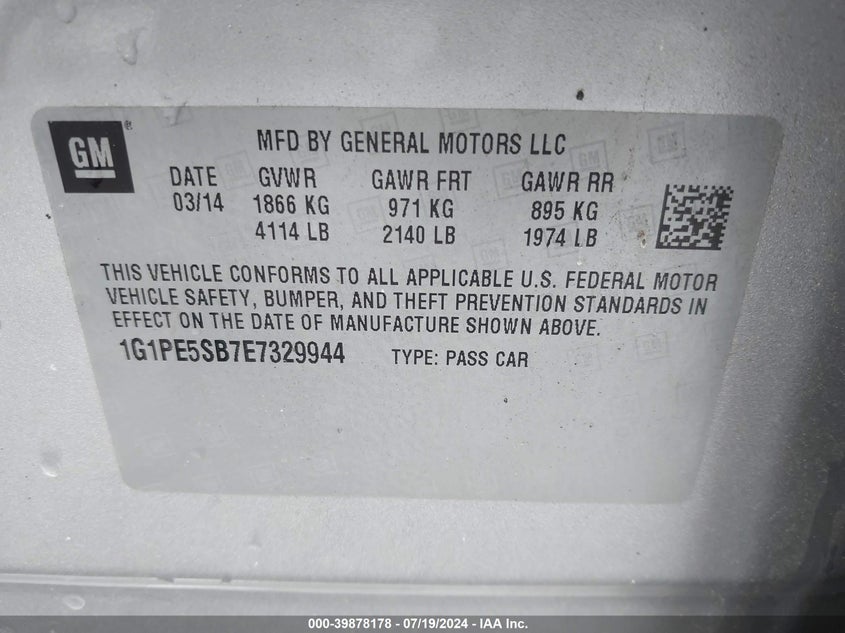 GM ®
MFD BY GENERAL MOTORS LLC
DATE GVWR GAWR FRT GAWR RR
03/14 1866 KG 971 KG 895 KG
4114 LB 2140 LB 1974 LB
THIS VEHICLE CONFORMS TO ALL APPLICABLE U.S. FEDERAL MOTOR
VEHICLE SAFETY, BUMPER, AND THEFT PREVENTION STANDARDS IN
EFFECT ON THE DATE OF MANUFACTURE SHOWN ABOVE.
1G1PE5SB7E7329944 TYPE: PASS CAR
000-39878178 - 07/19/2024 - IAA Inc.